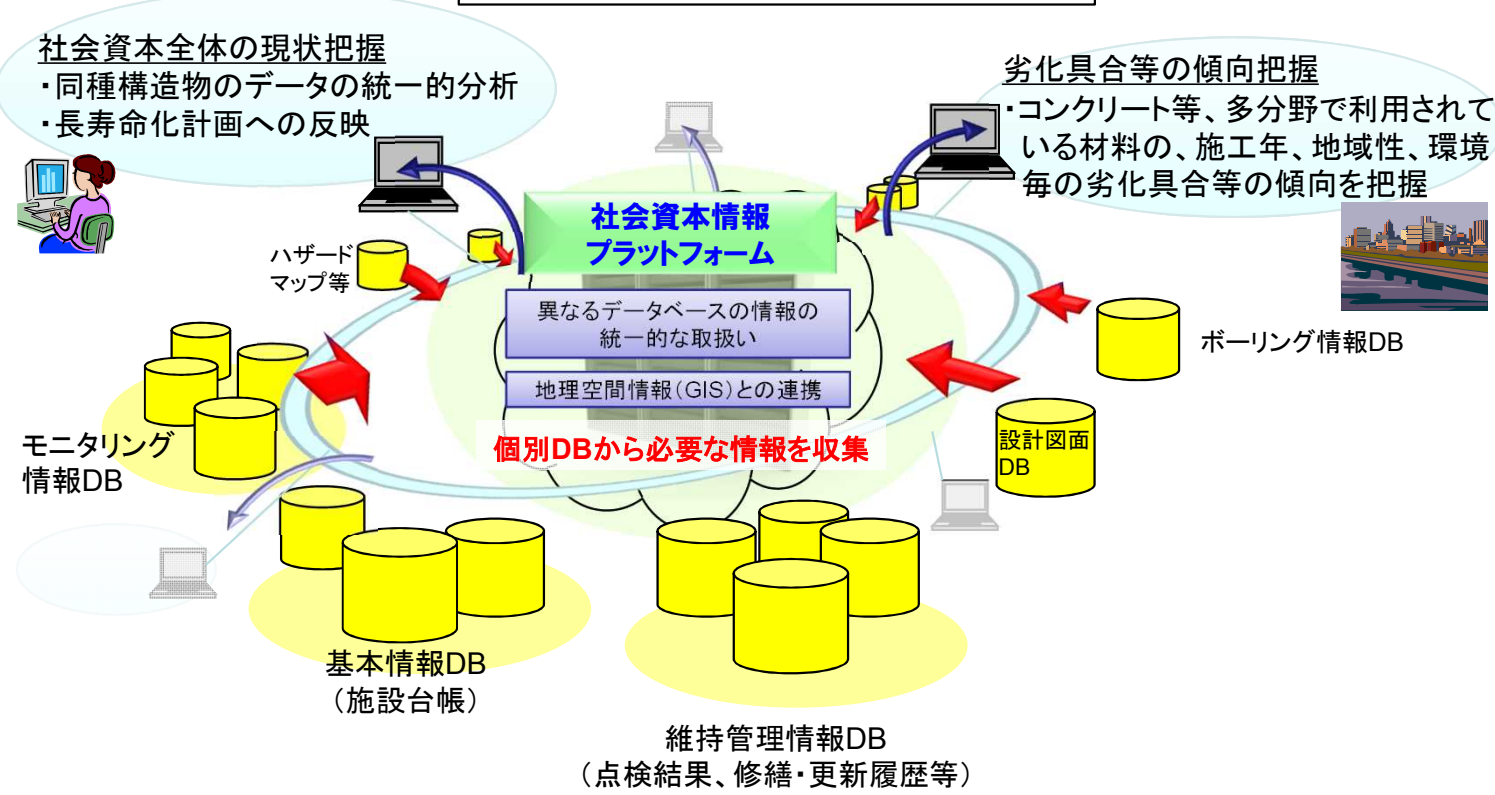 社会資本全体の現状把握
・同種構造物のデータの統一的分析
・長寿命化計画への反映
劣化具合等の傾向把握
・コンクリート等、多分野で利用されて
いる材料の、施工年、地域性、環境
毎の劣化具合等の傾向を把握
社会資本情報
プラットフォーム
ハザード
マップ等
異なるデータベースの情報の
統一的な取扱い
地理空間情報(GIS)との連携
個別DBから必要な情報を収集
ボーリング情報DB
設計図面
DB
モニタリング
情報DB
基本情報DB
(施設台帳)
維持管理情報DB
(点検結果、修繕・更新履歴等)